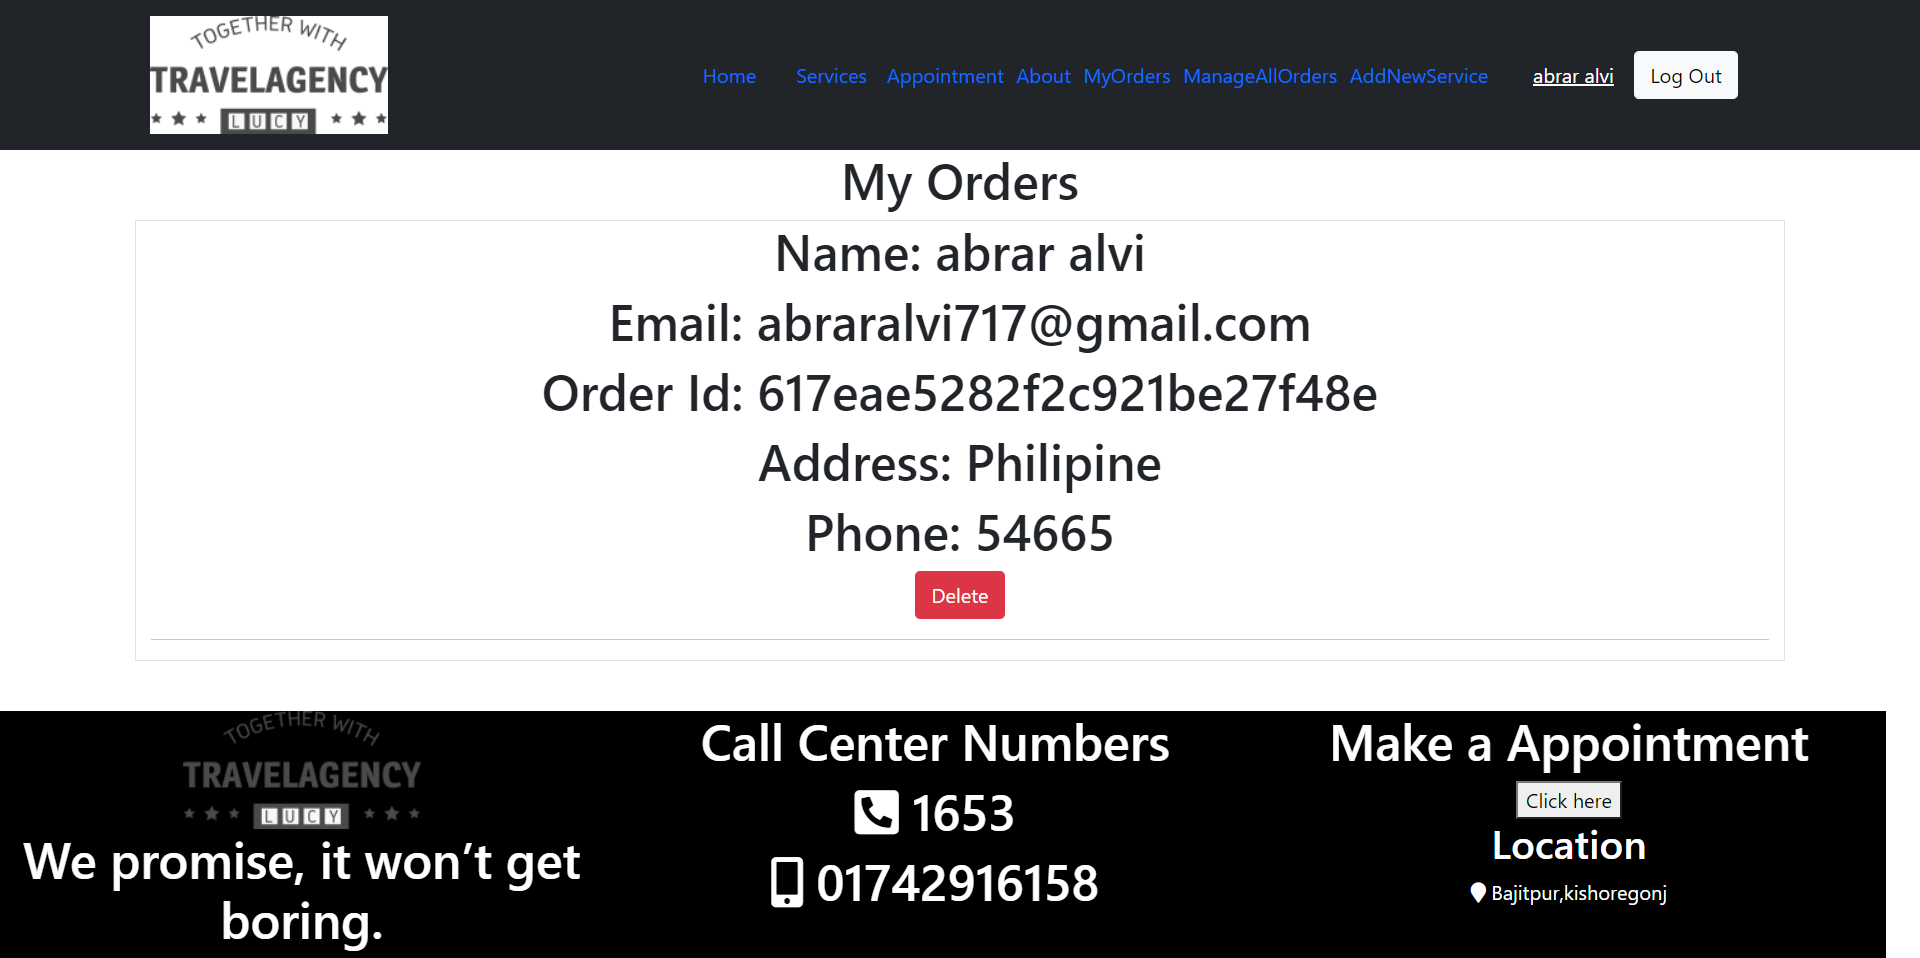 TOGETHER WITH
TRAVELAGENCY
LUCY
Home Services Appointment About MyOrders ManageAllOrders AddNewService abrar alvi Log Out
My Orders
Name: abrar alvi
Email: abraralvi717@gmail.com
Order Id: 617eae5282f2c921be27f48e
Address: Philipine
Phone: 54665
Delete
TOGETHER WITH
TRAVELAGENCY
LUCY
We promise, it won’t get
boring.
Call Center Numbers
1653
01742916158
Make a Appointment
Click here
Location
Bajitpur,kishoregonj